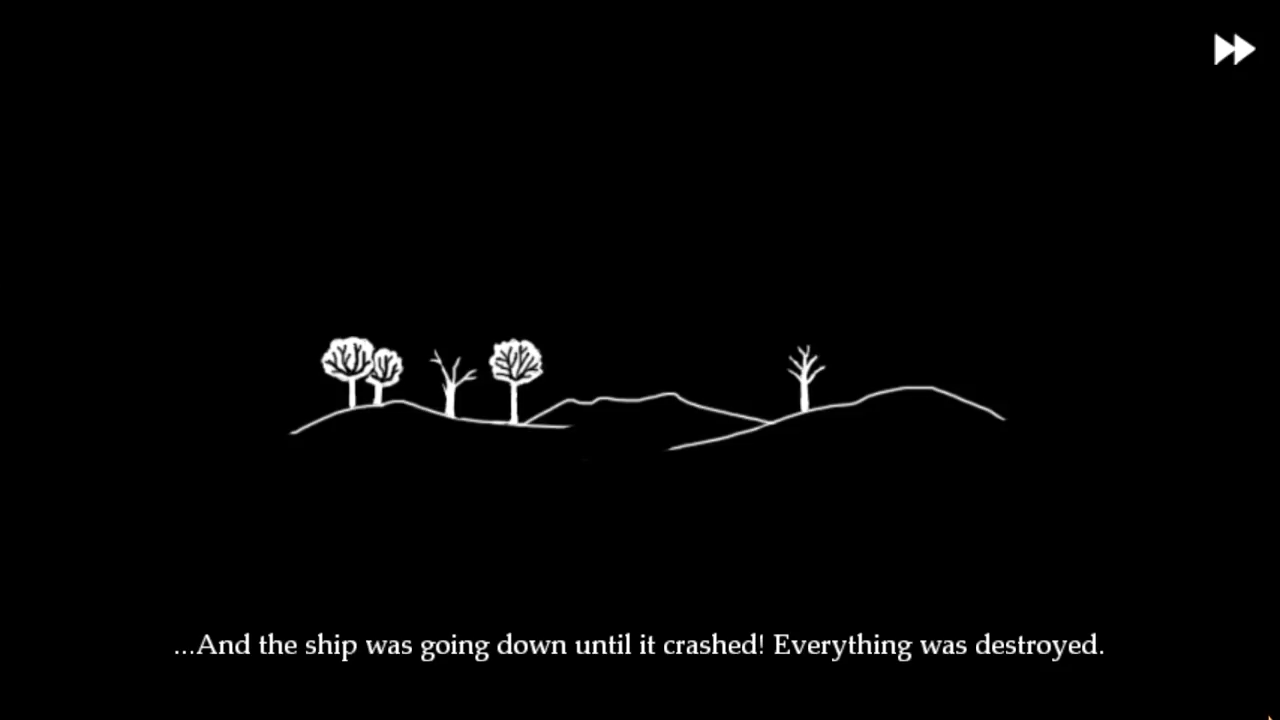 ...And the ship was going down until it crashed! Everything was destroyed.